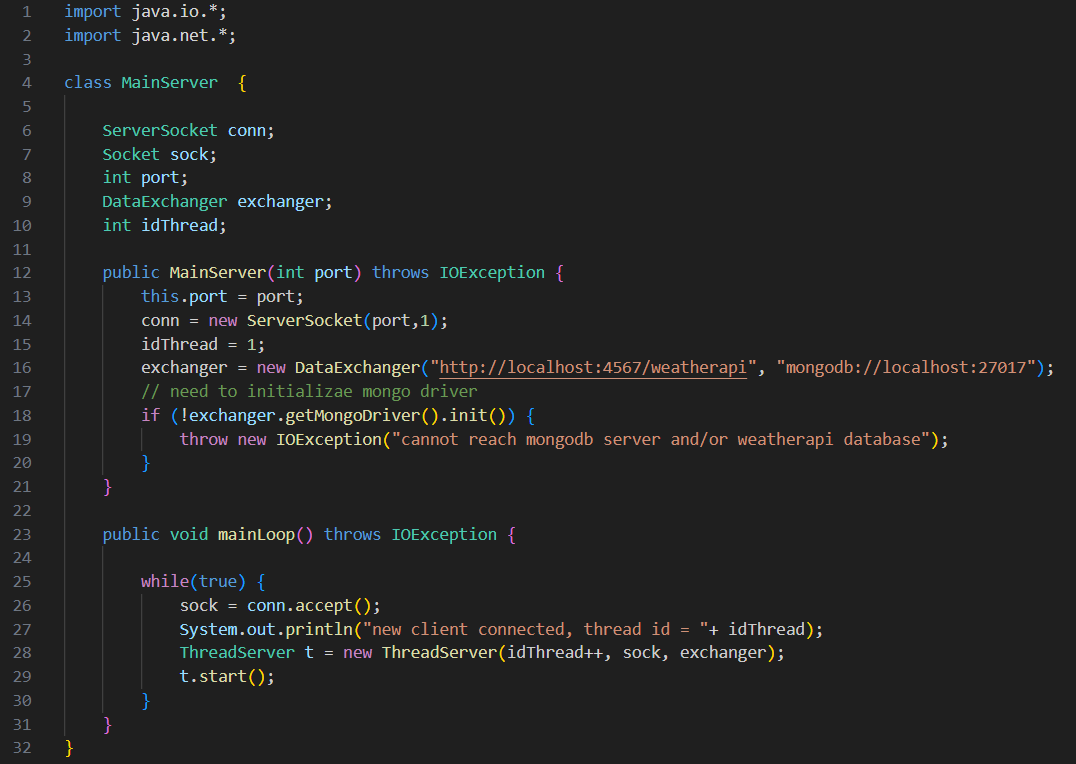 1 import java.io.*;
2 import java.net.*;
3
4 class MainServer  {
5
6     ServerSocket conn;
7     Socket sock;
8     int port;
9     DataExchanger exchanger;
10     int idThread;
11
12     public MainServer(int port) throws IOException {
13         this.port = port;
14         conn = new ServerSocket(port,1);
15         idThread = 1;
16         exchanger = new DataExchanger("http://localhost:4567/weatherapi", "mongodb://localhost:27017");
17         // need to initializae mongo driver
18         if (!exchanger.getMongoDriver().init()) {
19             throw new IOException("cannot reach mongodb server and/or weatherapi database");
20         }
21     }
22
23     public void mainLoop() throws IOException {
24
25         while(true) {
26             sock = conn.accept();
27             System.out.println("new client connected, thread id = "+ idThread);
28             ThreadServer t = new ThreadServer(idThread++, sock, exchanger);
29             t.start();
30         }
31     }
32 }